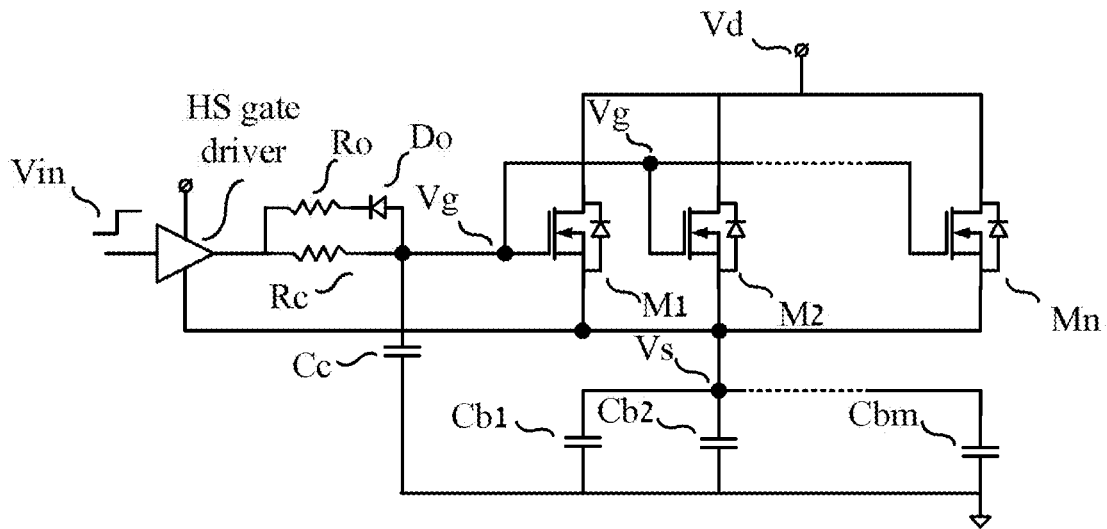 Vd
HS gate
driver
Ro
Do
Vg
Vin
Vg
Rc
M1
M2
Mn
Cc
Vs
Cb1
Cb2
Cbm